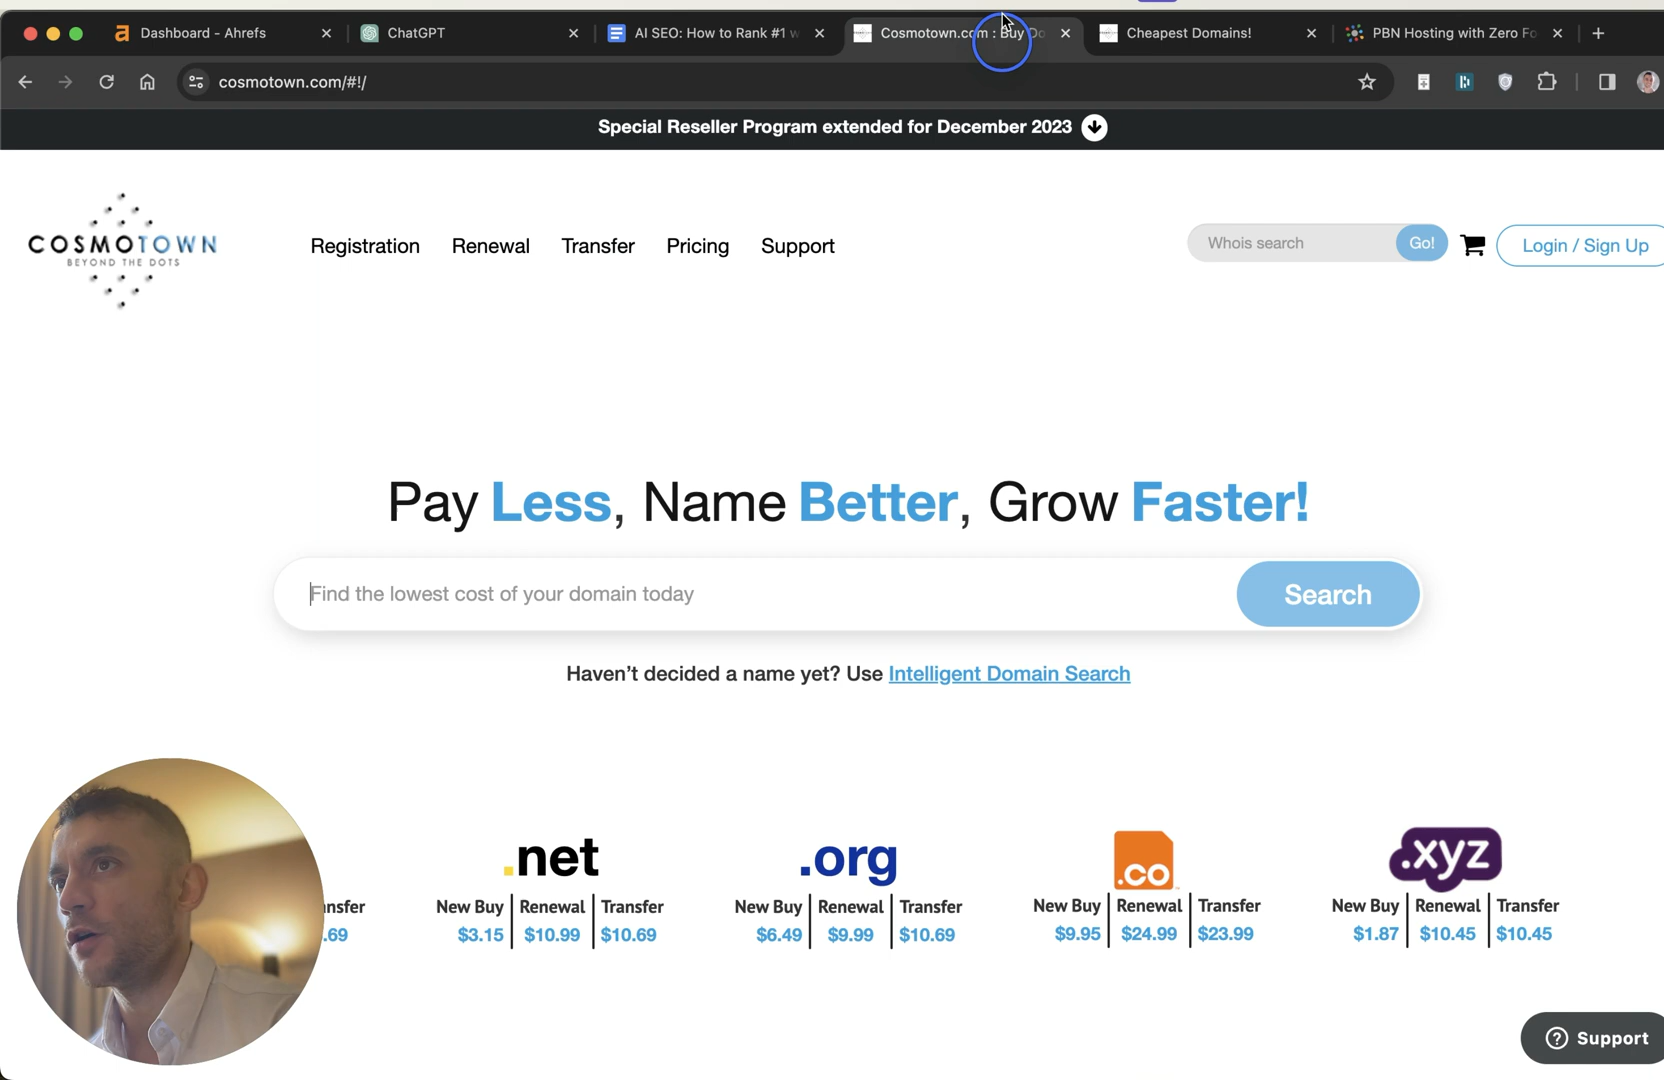 Dashboard - Ahrefs
ChatGPT
AI SEO: How to Rank #1 w
Cosmotown.com : Buy Do
Cheapest Domains!
PBN Hosting with Zero Fo
cosmotown.com/#!/
Special Reseller Program extended for December 2023
COSMOTOWN
BEYOND THE DOTS
Registration
Renewal
Transfer
Pricing
Support
Whois search
Go!
Login / Sign Up
Pay Less, Name Better, Grow Faster!
Find the lowest cost of your domain today
Search
Haven’t decided a name yet? Use Intelligent Domain Search
.net
.org
.co
.xyz
nsfer
New Buy Renewal Transfer
New Buy Renewal Transfer
New Buy Renewal Transfer
New Buy Renewal Transfer
.69
$3.15 $10.99 $10.69
$6.49 $9.99 $10.69
$9.95 $24.99 $23.99
$1.87 $10.45 $10.45
Support